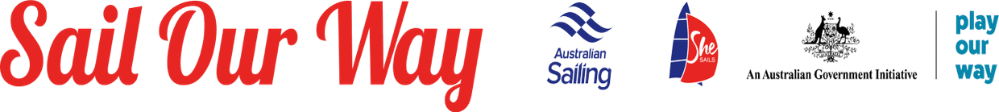 Sail Our Way
Australian
Sailing
She
SAILS
An Australian Government Initiative
play
our
way